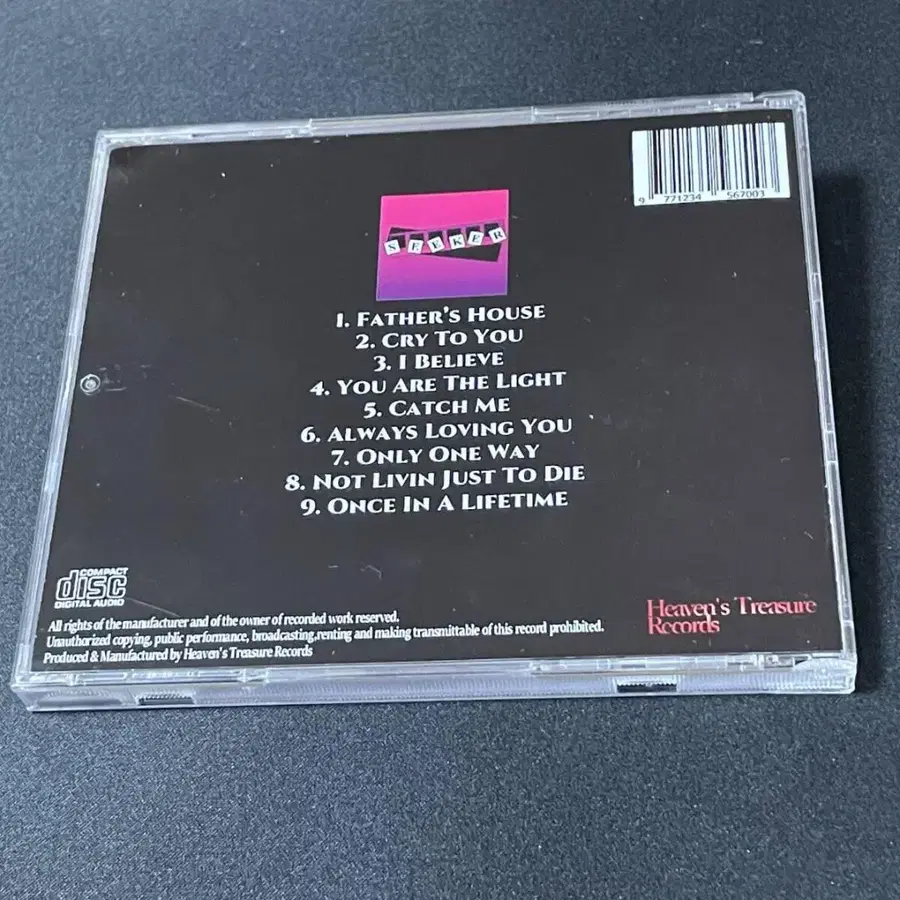 9 771234 567003
SEEKER
1. FATHER'S HOUSE
2. CRY TO YOU
3. I BELIEVE
4. YOU ARE THE LIGHT
5. CATCH ME
6. ALWAYS LOVING YOU
7. ONLY ONE WAY
8. NOT LIVIN JUST TO DIE
9. ONCE IN A LIFETIME
COMPACT
disc
DIGITAL AUDIO
All rights of the manufacturer and of the owner of recorded work reserved.
Unauthorized copying, public performance, broadcasting,renting and making transmittable of this record prohibited.
Produced & Manufactured by Heaven's Treasure Records
Heaven's Treasure
Records